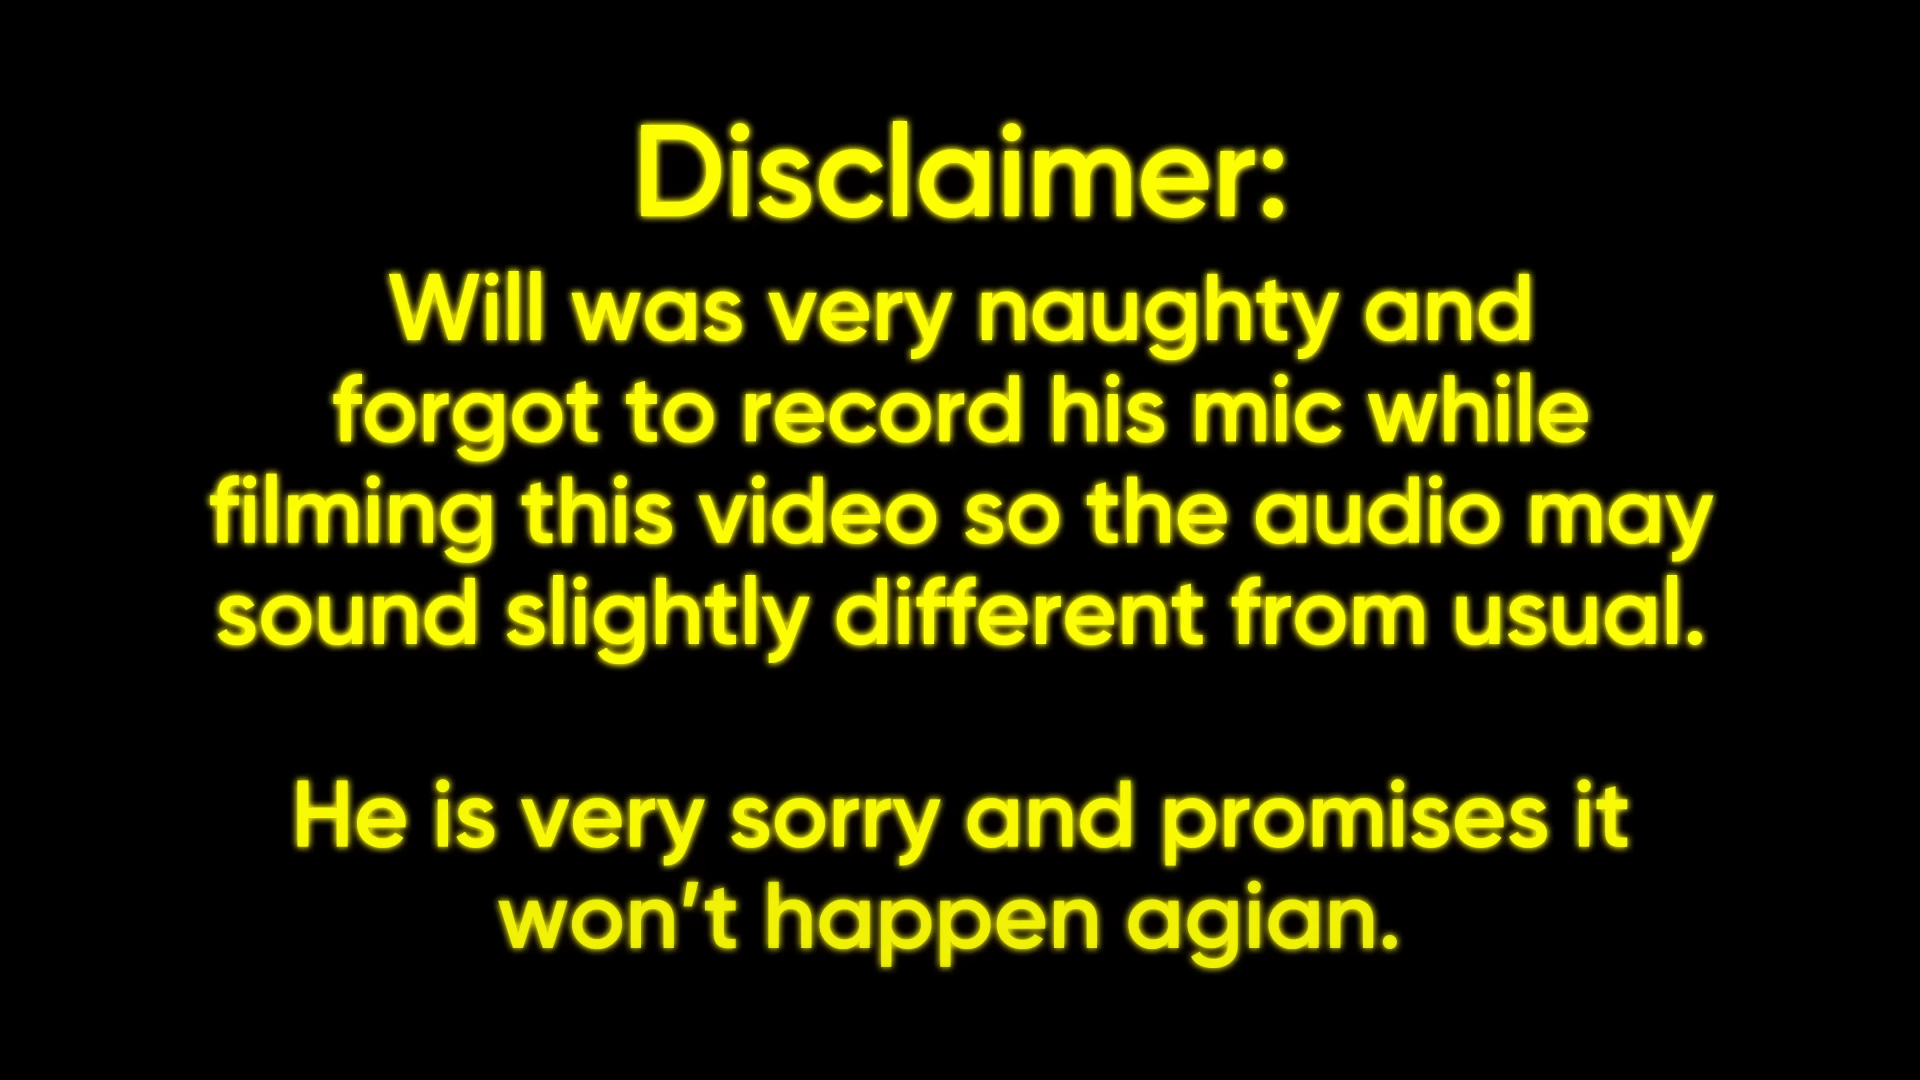 Disclaimer:
Will was very naughty and
forgot to record his mic while
filming this video so the audio may
sound slightly different from usual.
He is very sorry and promises it
won’t happen agian.